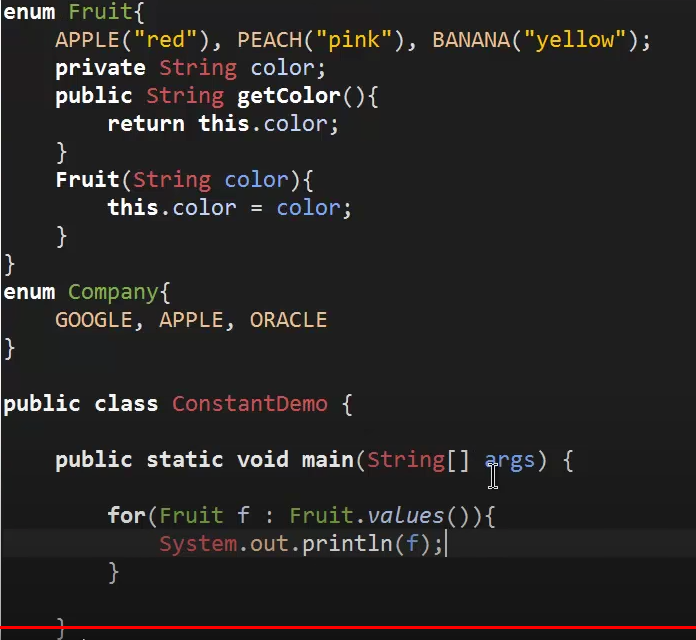 enum Fruit{
    APPLE("red"), PEACH("pink"), BANANA("yellow");
    private String color;
    public String getColor(){
        return this.color;
    }
    Fruit(String color){
        this.color = color;
    }
}
enum Company{
    GOOGLE, APPLE, ORACLE
}
public class ConstantDemo {
    public static void main(String[] args) {
        for(Fruit f : Fruit.values()){
            System.out.println(f);
        }
    }